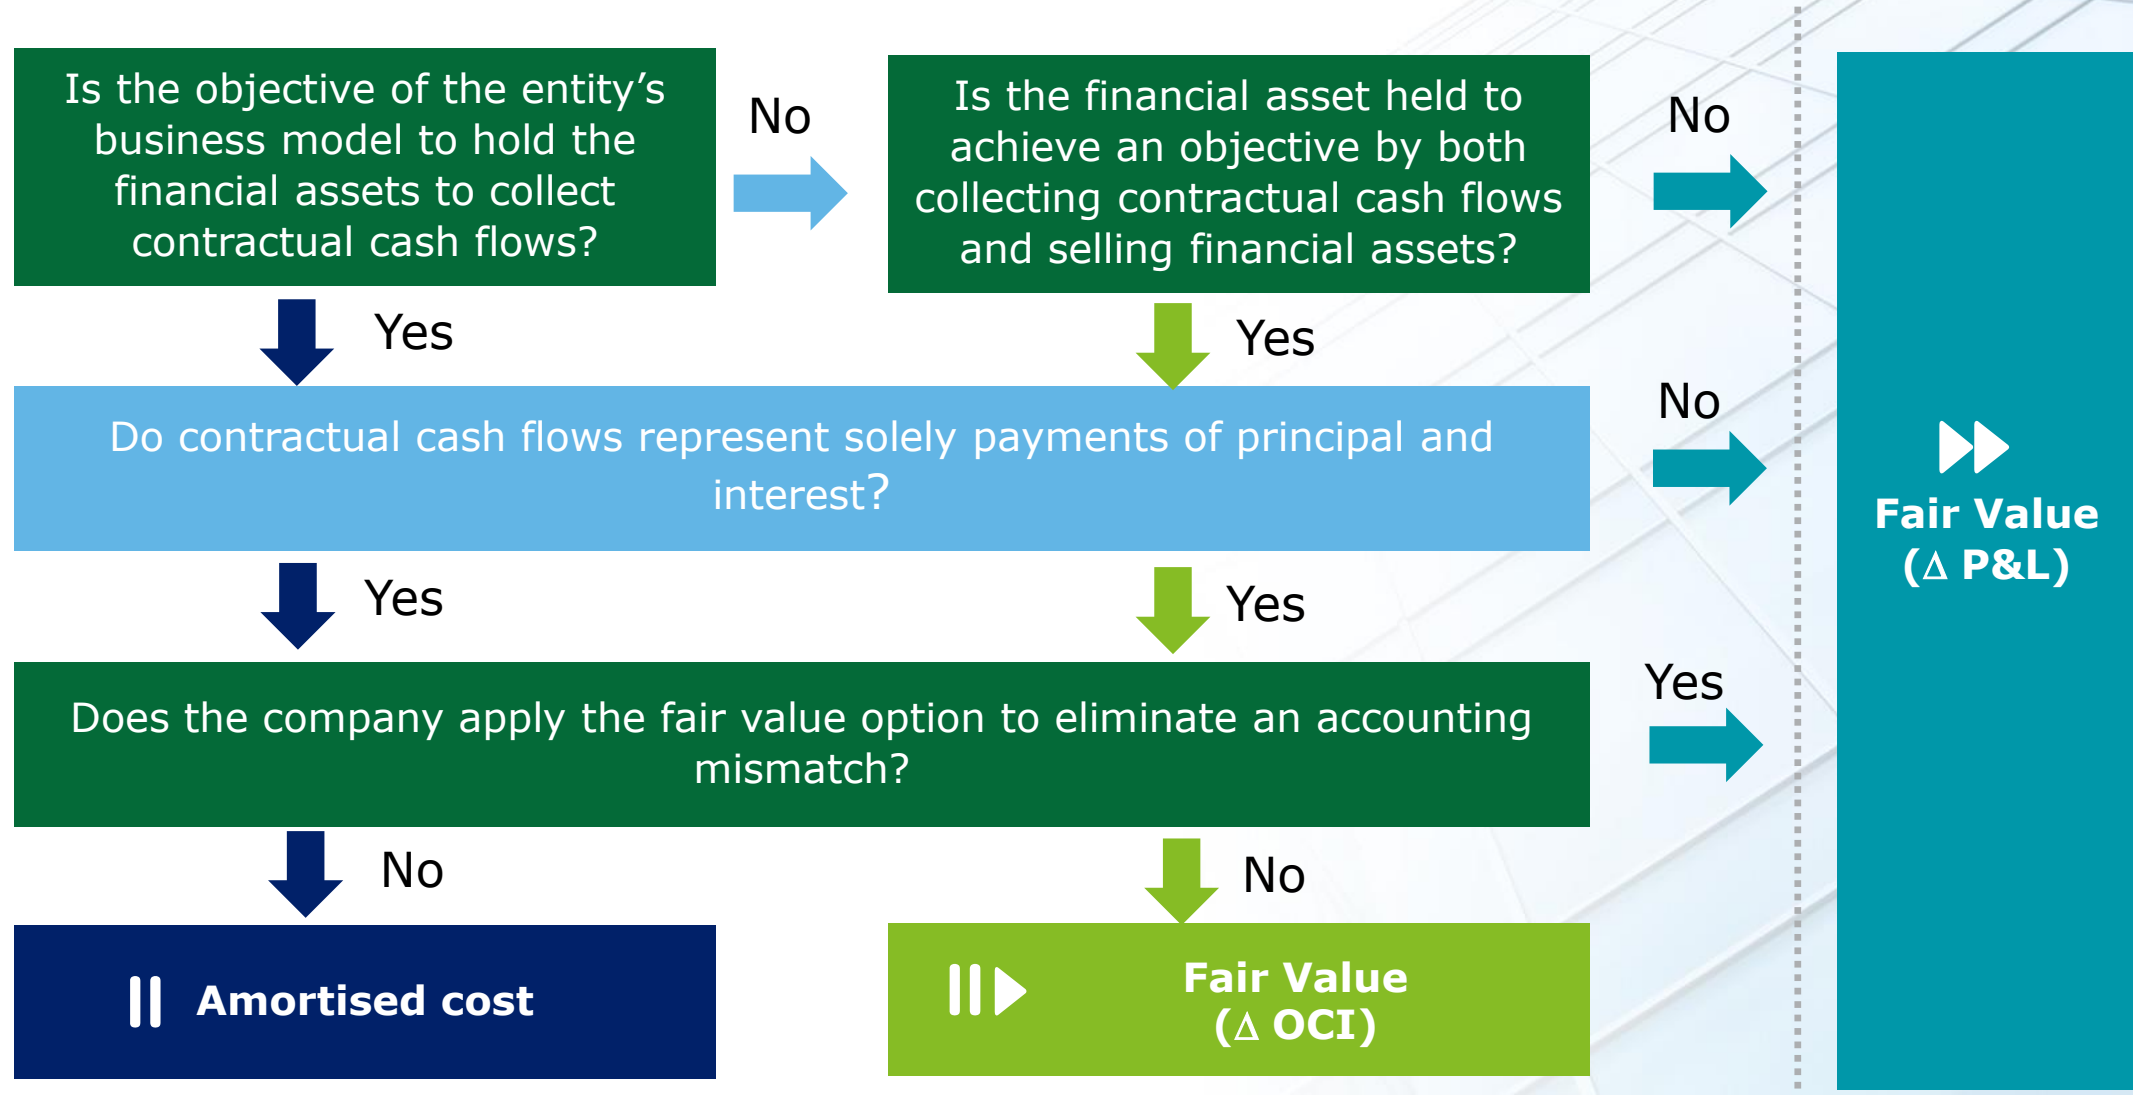 Is the objective of the entity’s
business model to hold the
financial assets to collect
contractual cash flows?
No
Is the financial asset held to
achieve an objective by both
collecting contractual cash flows
and selling financial assets?
No
Yes
Yes
Do contractual cash flows represent solely payments of principal and
interest?
No
Yes
Yes
Does the company apply the fair value option to eliminate an accounting
mismatch?
Yes
No
No
Amortised cost
Fair Value
(Δ OCI)
Fair Value
(Δ P&L)